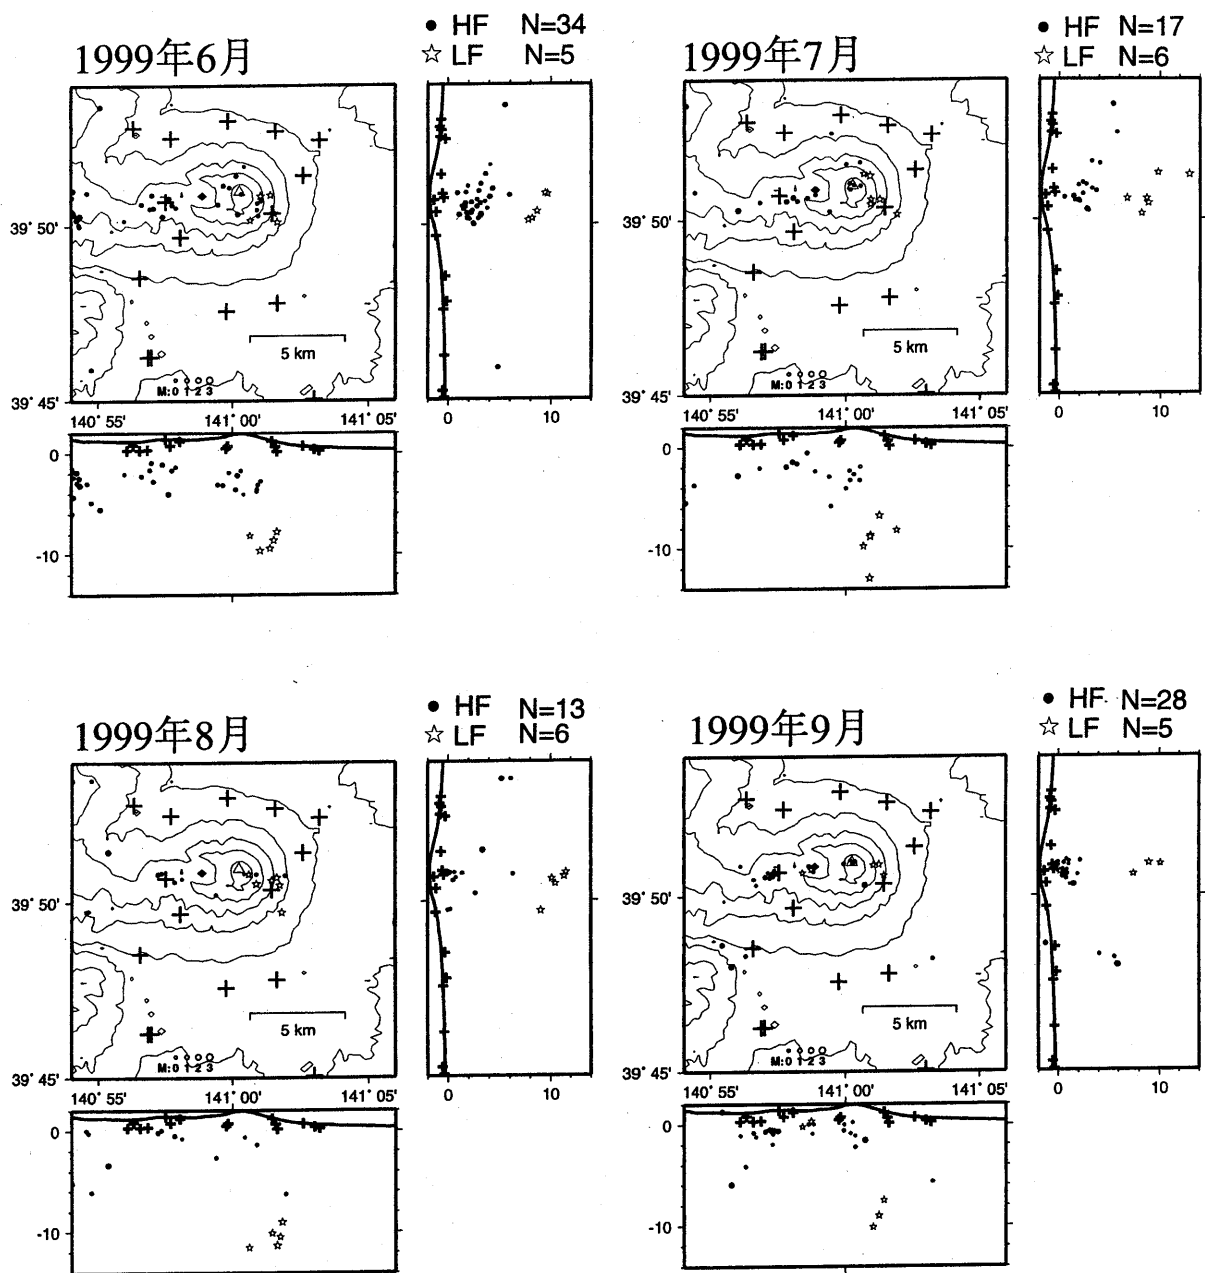 1999年6月
● HF N=34
☆ LF N=5
39° 50'
39° 45'
5 km
M: 0 1 2 3
140° 55' 141° 00' 141° 05'
0 10
0
-10
1999年7月
● HF N=17
☆ LF N=6
39° 50'
39° 45'
5 km
M: 0 1 2 3
140° 55' 141° 00' 141° 05'
0 10
0
-10
1999年8月
● HF N=13
☆ LF N=6
39° 50'
39° 45'
5 km
M: 0 1 2 3
140° 55' 141° 00' 141° 05'
0 10
0
-10
1999年9月
● HF N=28
☆ LF N=5
39° 50'
39° 45'
5 km
M: 0 1 2 3
140° 55' 141° 00' 141° 05'
0 10
0
-10